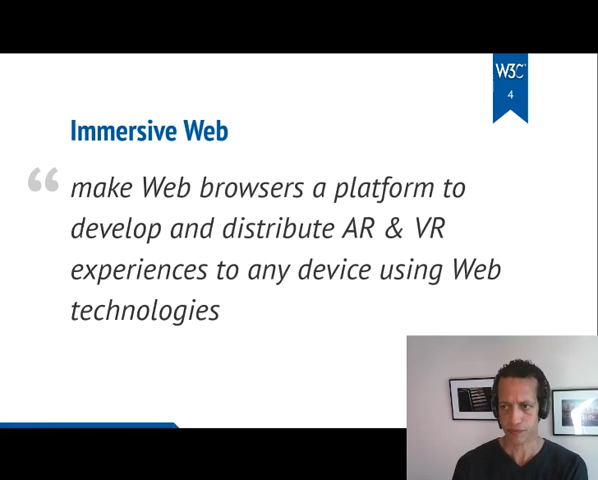 W3C
4
Immersive Web
“ make Web browsers a platform to
develop and distribute AR & VR
experiences to any device using Web
technologies